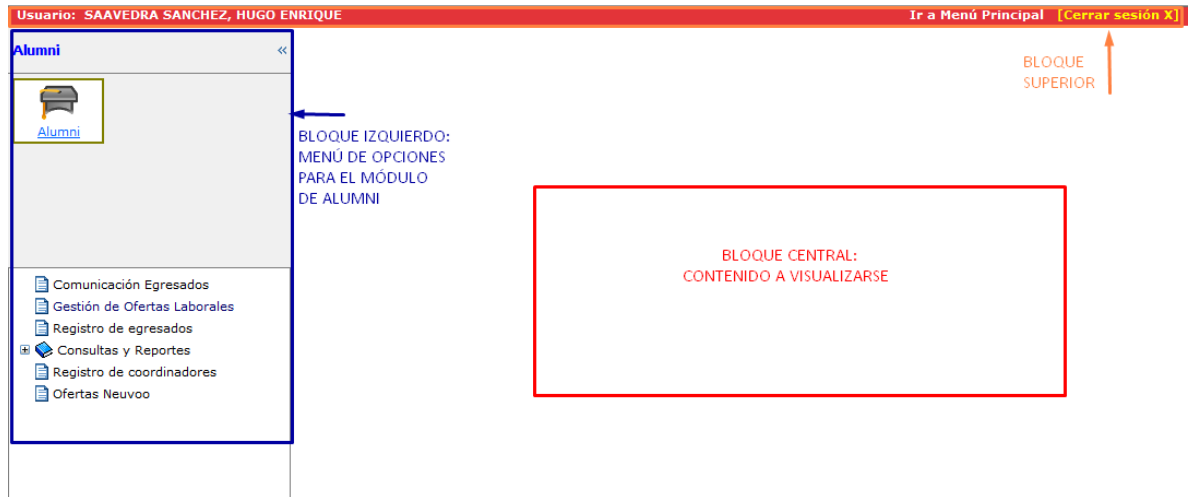 Usuario: SAAVEDRA SANCHEZ, HUGO ENRIQUE
Ir a Menú Principal [Cerrar sesión X]
Alumni «
Alumni
BLOQUE
SUPERIOR
BLOQUE IZQUIERDO:
MENÚ DE OPCIONES
PARA EL MÓDULO
DE ALUMNI
BLOQUE CENTRAL:
CONTENIDO A VISUALIZARSE
Comunicación Egresados
Gestión de Ofertas Laborales
Registro de egresados
Consultas y Reportes
Registro de coordinadores
Ofertas Neuvoo